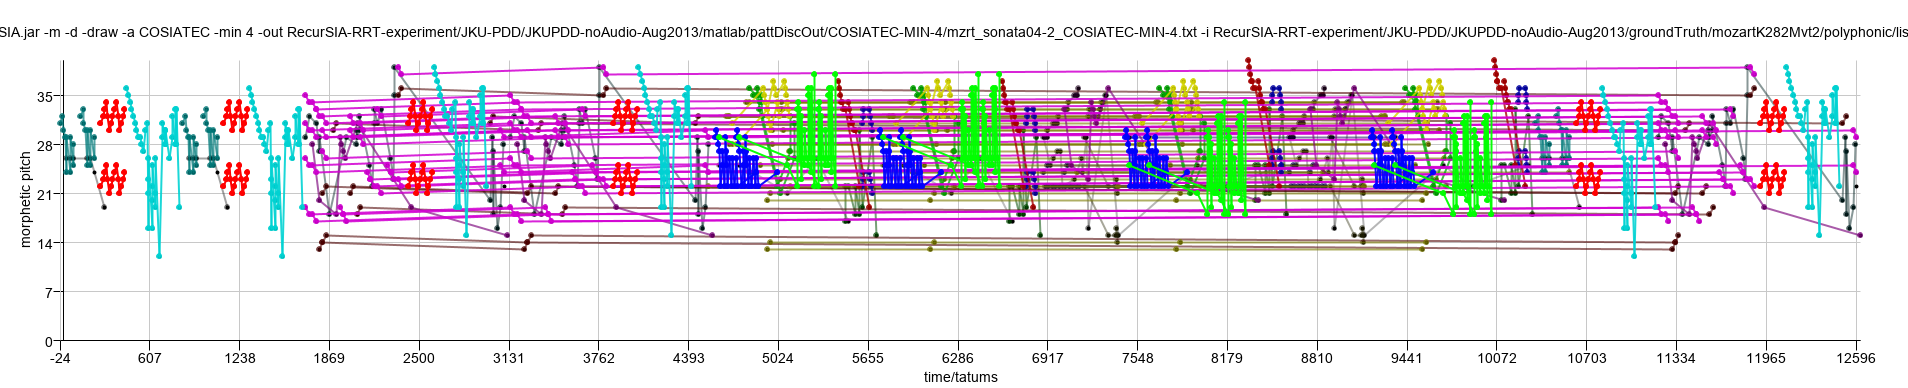 SIA.jar -m -d -draw -a COSIATEC -min 4 -out RecurSIA-RRT-experiment/JKU-PDD/JKUPDD-noAudio-Aug2013/matlab/pattDiscOut/COSIATEC-MIN-4/mzrt_sonata04-2_COSIATEC-MIN-4.txt -i RecurSIA-RRT-experiment/JKU-PDD/JKUPDD-noAudio-Aug2013/groundTruth/mozartK282Mvt2/polyphonic/lis
35
28
21
14
7
0
morphetic pitch
-24 607 1238 1869 2500 3131 3762 4393 5024 5655 6286 6917 7548 8179 8810 9441 10072 10703 11334 11965 12596
time/tatums